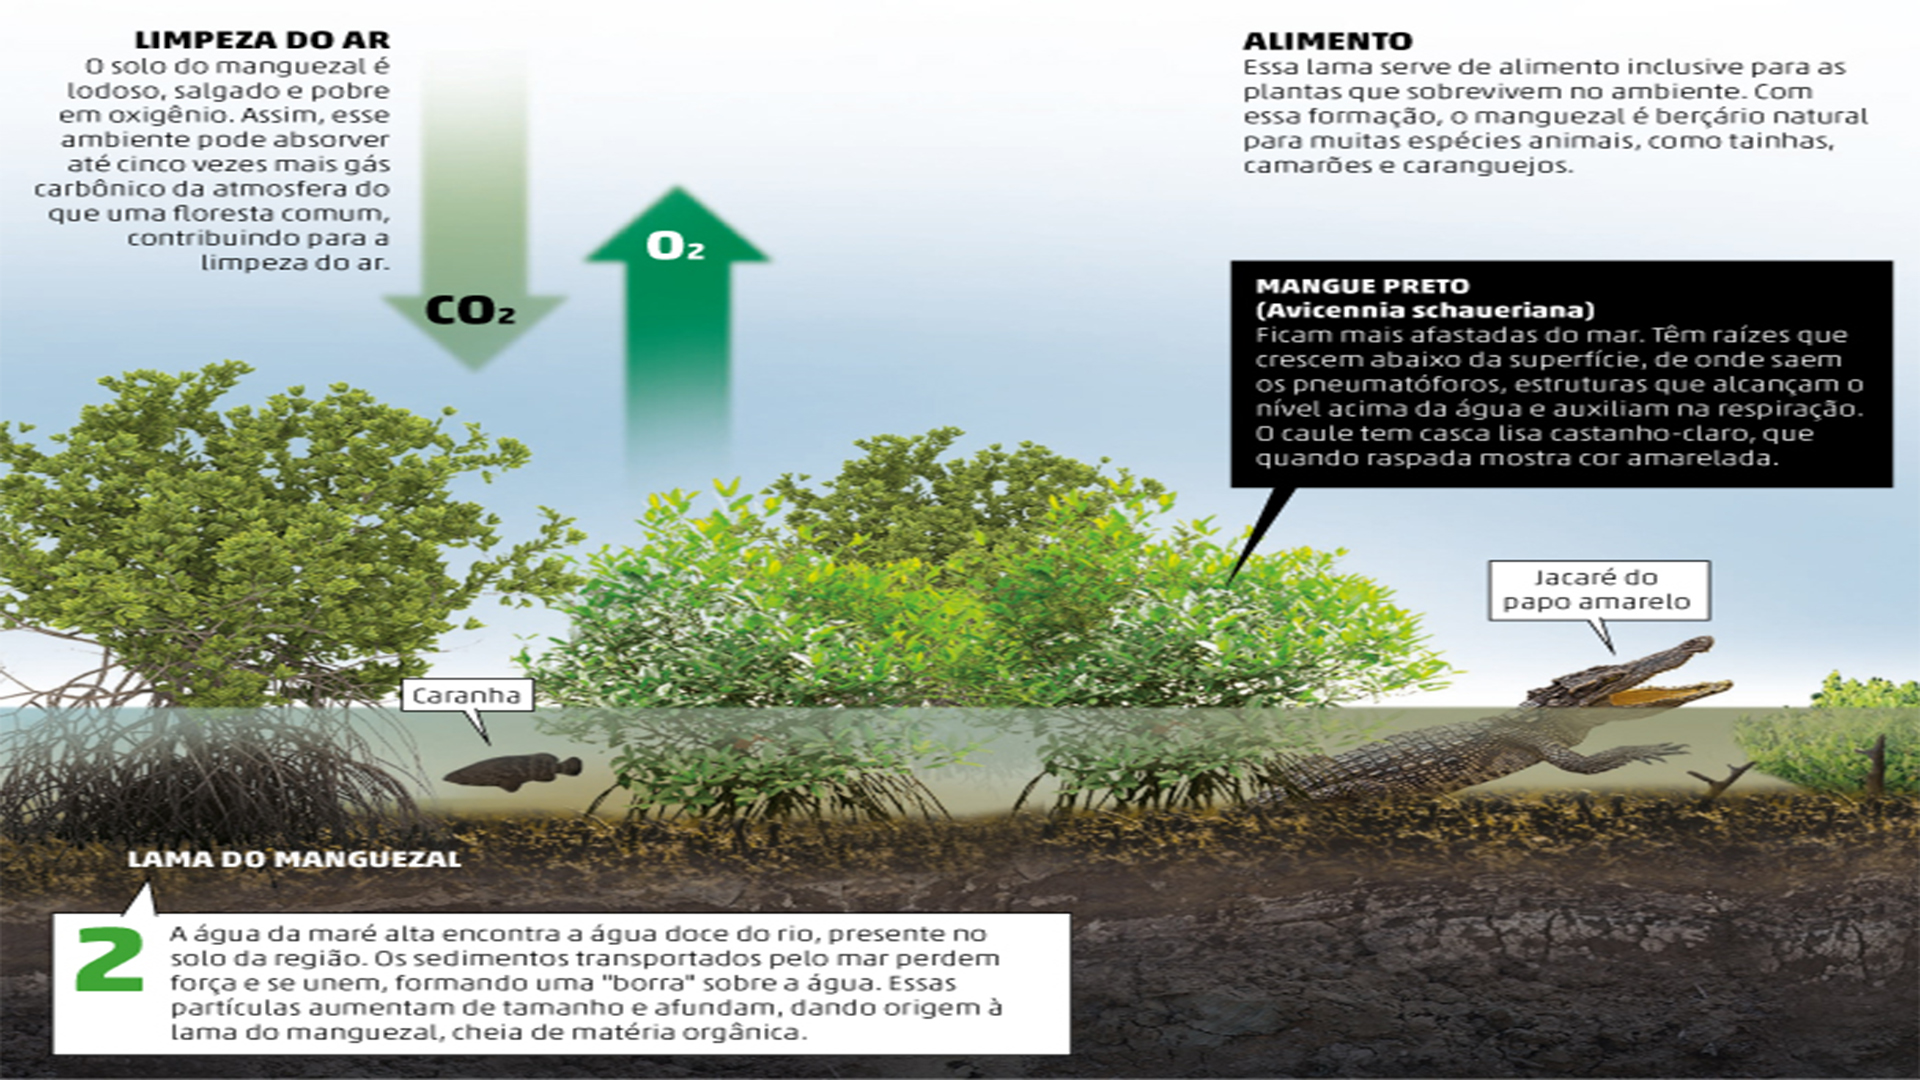 LIMPEZA DO AR
O solo do manguezal é
lodoso, salgado e pobre
em oxigênio. Assim, esse
ambiente pode absorver
até cinco vezes mais gás
carbônico da atmosfera do
que uma floresta comum,
contribuindo para a
limpeza do ar.
CO₂
O₂
ALIMENTO
Essa lama serve de alimento inclusive para as
plantas que sobrevivem no ambiente. Com
essa formação, o manguezal é berçário natural
para muitas espécies animais, como tainhas,
camarões e caranguejos.
MANGUE PRETO
(Avicennia schaueriana)
Ficam mais afastadas do mar. Têm raízes que
crescem abaixo da superfície, de onde saem
os pneumatóforos, estruturas que alcançam o
nível acima da água e auxiliam na respiração.
O caule tem casca lisa castanho-claro, que
quando raspada mostra cor amarelada.
Jacaré do
papo amarelo
Caranha
LAMA DO MANGUEZAL
2
A água da maré alta encontra a água doce do rio, presente no
solo da região. Os sedimentos transportados pelo mar perdem
força e se unem, formando uma "borra" sobre a água. Essas
partículas aumentam de tamanho e afundam, dando origem à
lama do manguezal, cheia de matéria orgânica.